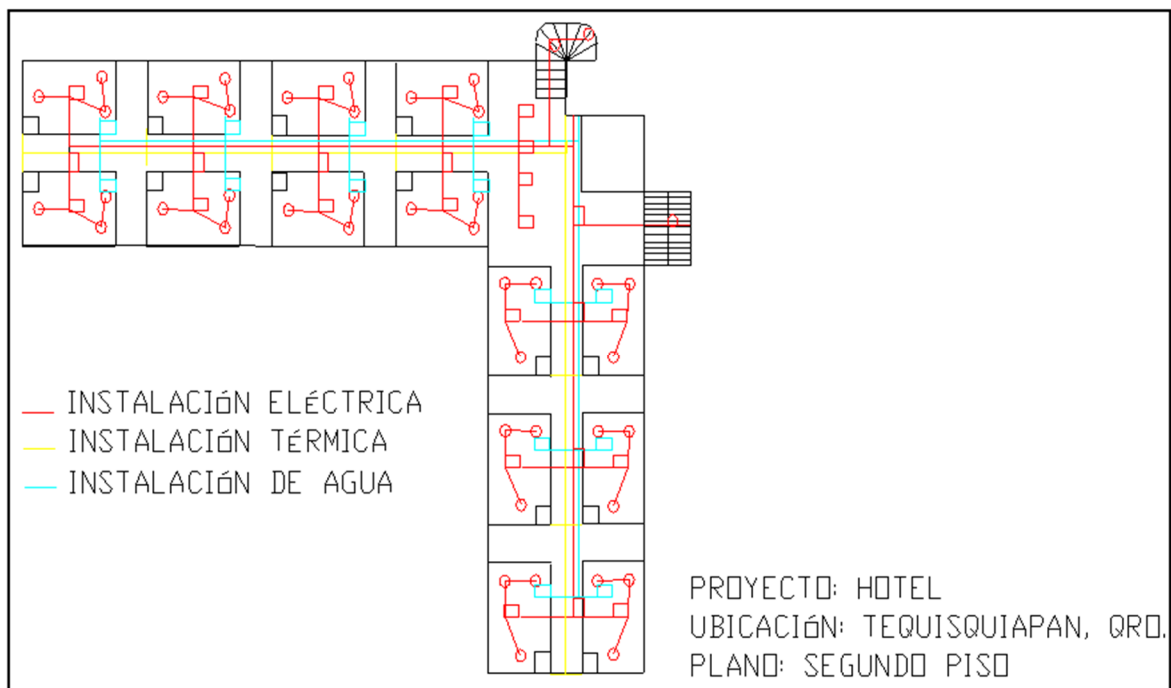 INSTALACIóN ELéCTRICA
INSTALACIóN TéRMICA
INSTALACIóN DE AGUA
PROYECTO: HOTEL
UBICACIóN: TEQUISQUIAPAN, QRO.
PLANO: SEGUNDO PISO